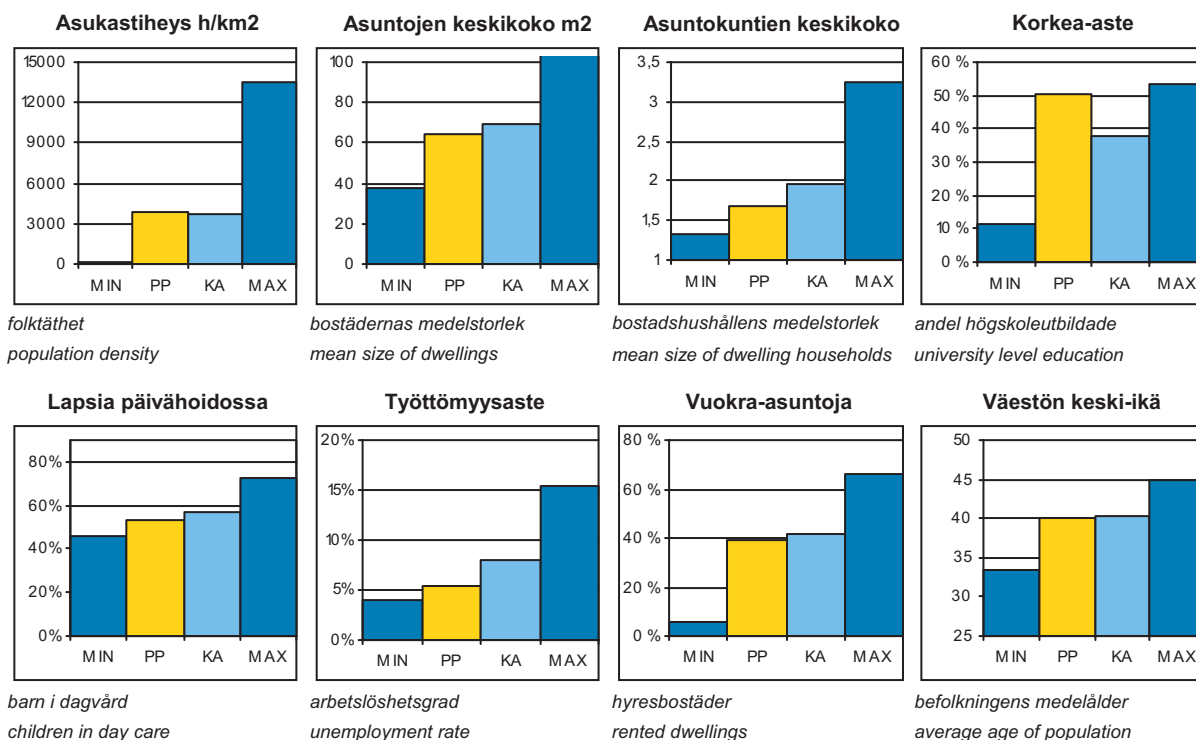 Asukastiheys h/km2
15000
12000
9000
6000
3000
0
MIN PP KA MAX
folktäthet
population density
Asuntojen keskikoko m2
100
80
60
40
20
0
MIN PP KA MAX
bostädernas medelstorlek
mean size of dwellings
Asuntokuntien keskikoko
3,5
3
2,5
2
1,5
1
MIN PP KA MAX
bostadshushållens medelstorlek
mean size of dwelling households
Korkea-aste
60 %
50 %
40 %
30 %
20 %
10 %
0 %
MIN PP KA MAX
andel högskoleutbildade
university level education
Lapsia päivähoidossa
80%
60%
40%
20%
0%
MIN PP KA MAX
barn i dagvård
children in day care
Työttömyysaste
20%
15%
10%
5%
0%
MIN PP KA MAX
arbetslöshetsgrad
unemployment rate
Vuokra-asuntoja
80 %
60 %
40 %
20 %
0 %
MIN PP KA MAX
hyresbostäder
rented dwellings
Väestön keski-ikä
50
45
40
35
30
25
MIN PP KA MAX
befolkningens medelålder
average age of population